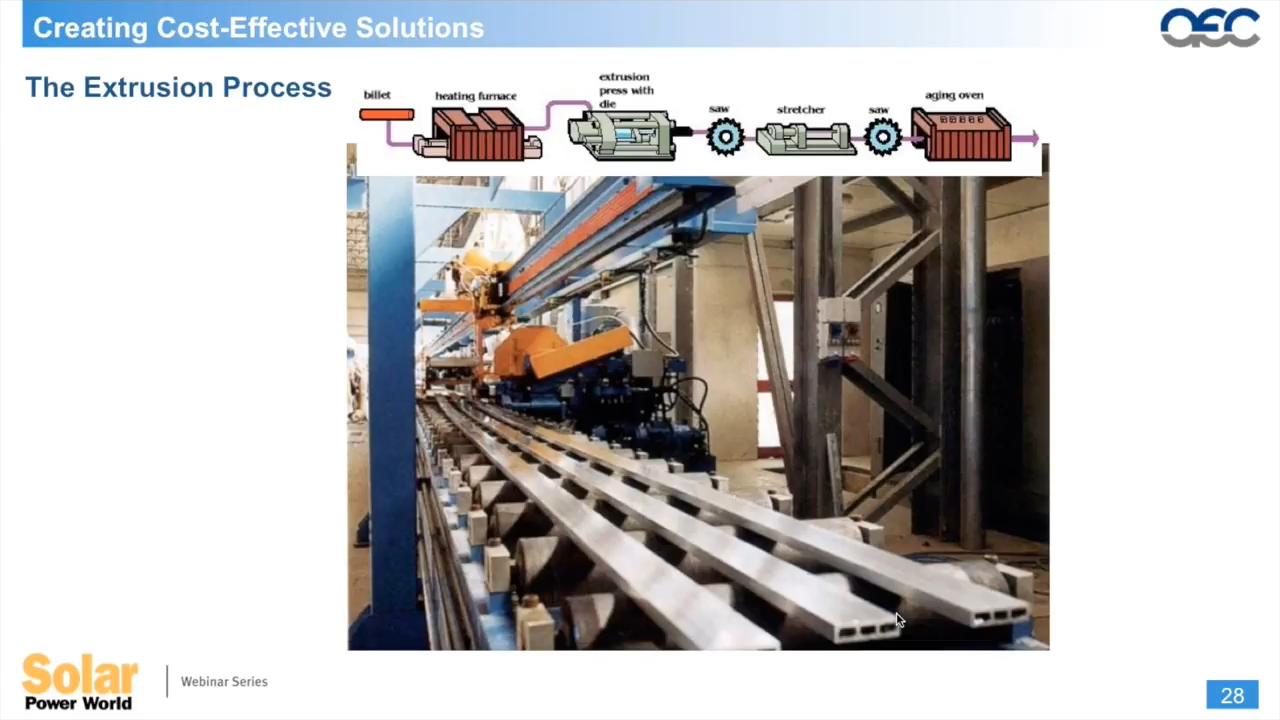 Creating Cost-Effective Solutions
AEC
The Extrusion Process
billet
heating furnace
extrusion
press with
die
saw
stretcher
saw
aging oven
Solar
Power World
Webinar Series
28